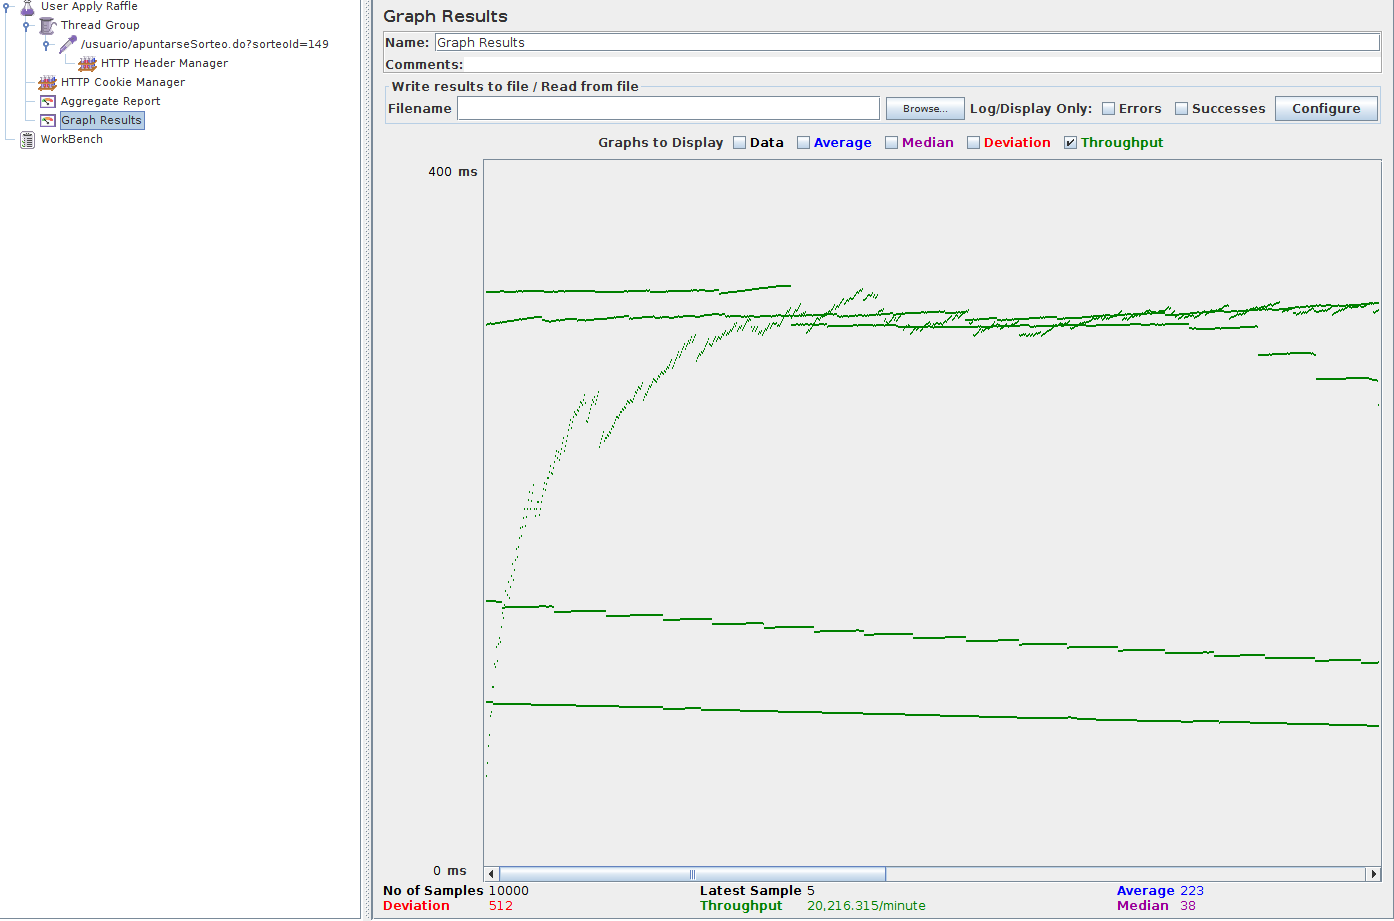 User Apply Raffle
Thread Group
/usuario/apuntarseSorteo.do?sorteoId=149
HTTP Header Manager
HTTP Cookie Manager
Aggregate Report
Graph Results
WorkBench
Graph Results
Name: Graph Results
Comments:
Write results to file / Read from file
Filename Browse... Log/Display Only: Errors Successes Configure
Graphs to Display Data Average Median Deviation Throughput
400 ms
0 ms
No of Samples 10000 Latest Sample 5 Average 223
Deviation 512 Throughput 20,216.315/minute Median 38